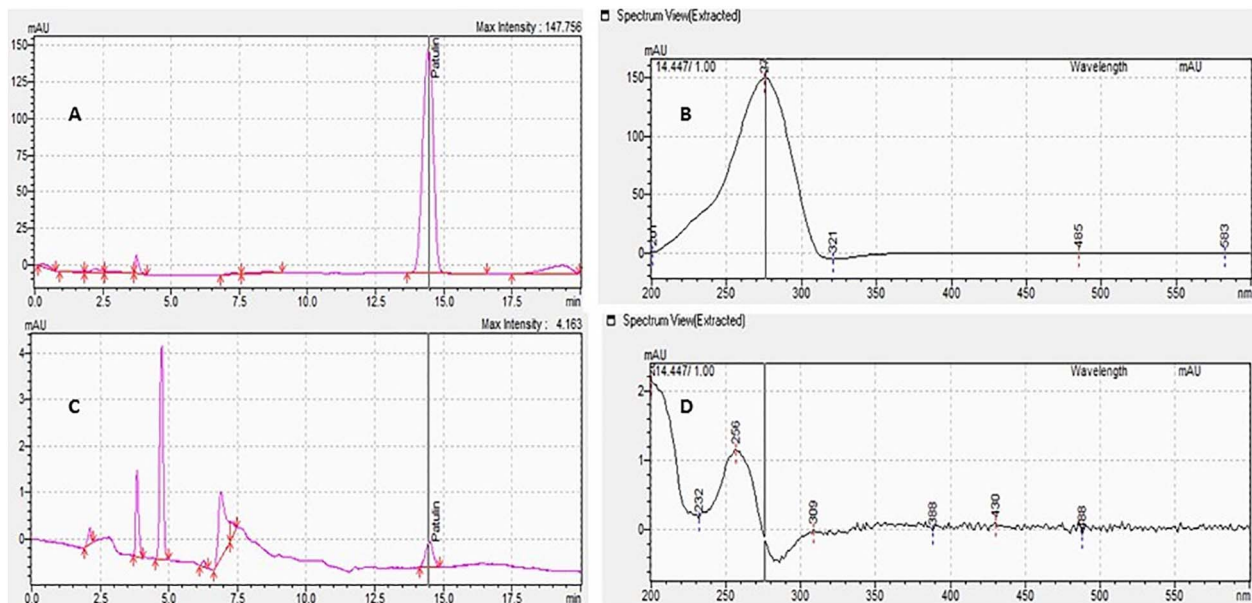 mAU
Max Intensity : 147.756
150
125
100
75
50
25
0
A
Patulin
0.0 2.5 5.0 7.5 10.0 12.5 15.0 17.5
min
Spectrum View(Extracted)
mAU
14.447/ 1.00
Wavelength mAU
150
100
50
0
B
321
485
583
200 250 300 350 400 450 500 550 nm
mAU
Max Intensity : 4.163
4
3
2
1
0
C
Patulin
0.0 2.5 5.0 7.5 10.0 12.5 15.0 17.5
min
Spectrum View(Extracted)
mAU
14.447/ 1.00
Wavelength mAU
2
1
0
D
232
256
309
388
430
200 250 300 350 400 450 500 550 nm